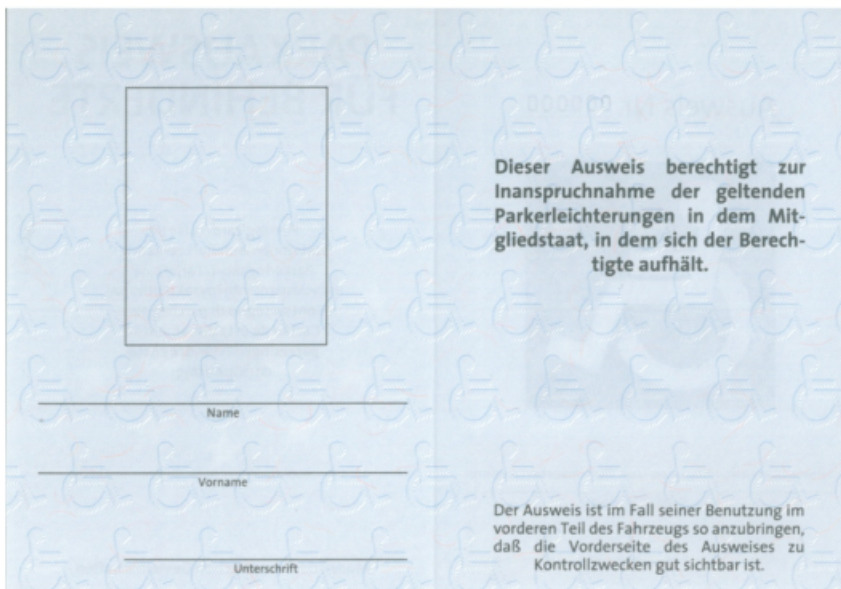 Name
Vorname
Unterschrift
Dieser Ausweis berechtigt zur
Inanspruchnahme der geltenden
Parkerleichterungen in dem Mit-
gliedstaat, in dem sich der Berech-
tigte aufhält.
Der Ausweis ist im Fall seiner Benutzung im
vorderen Teil des Fahrzeugs so anzubringen,
daß die Vorderseite des Ausweises zu
Kontrollzwecken gut sichtbar ist.